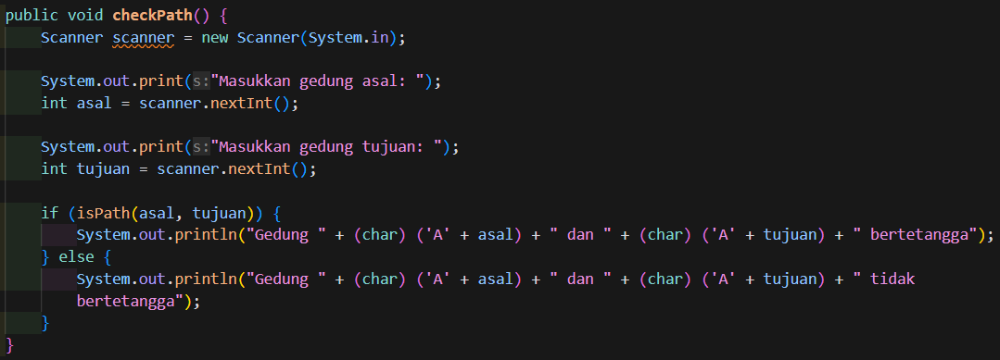 public void checkPath() {
Scanner scanner = new Scanner(System.in);
System.out.print(s:"Masukkan gedung asal: ");
int asal = scanner.nextInt();
System.out.print(s:"Masukkan gedung tujuan: ");
int tujuan = scanner.nextInt();
if (isPath(asal, tujuan)) {
System.out.println("Gedung " + (char) ('A' + asal) + " dan " + (char) ('A' + tujuan) + " bertetangga");
} else {
System.out.println("Gedung " + (char) ('A' + asal) + " dan " + (char) ('A' + tujuan) + " tidak
bertetangga");
}
}